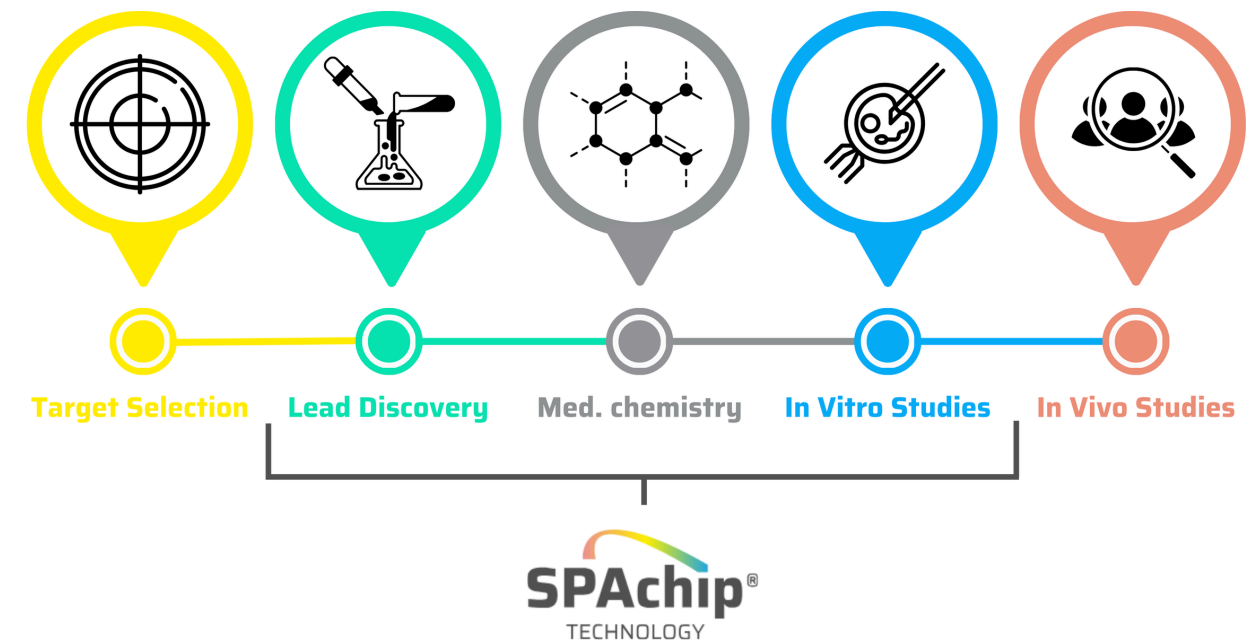 Target Selection
Lead Discovery
Med. chemistry
In Vitro Studies
In Vivo Studies
SPAchip®
TECHNOLOGY